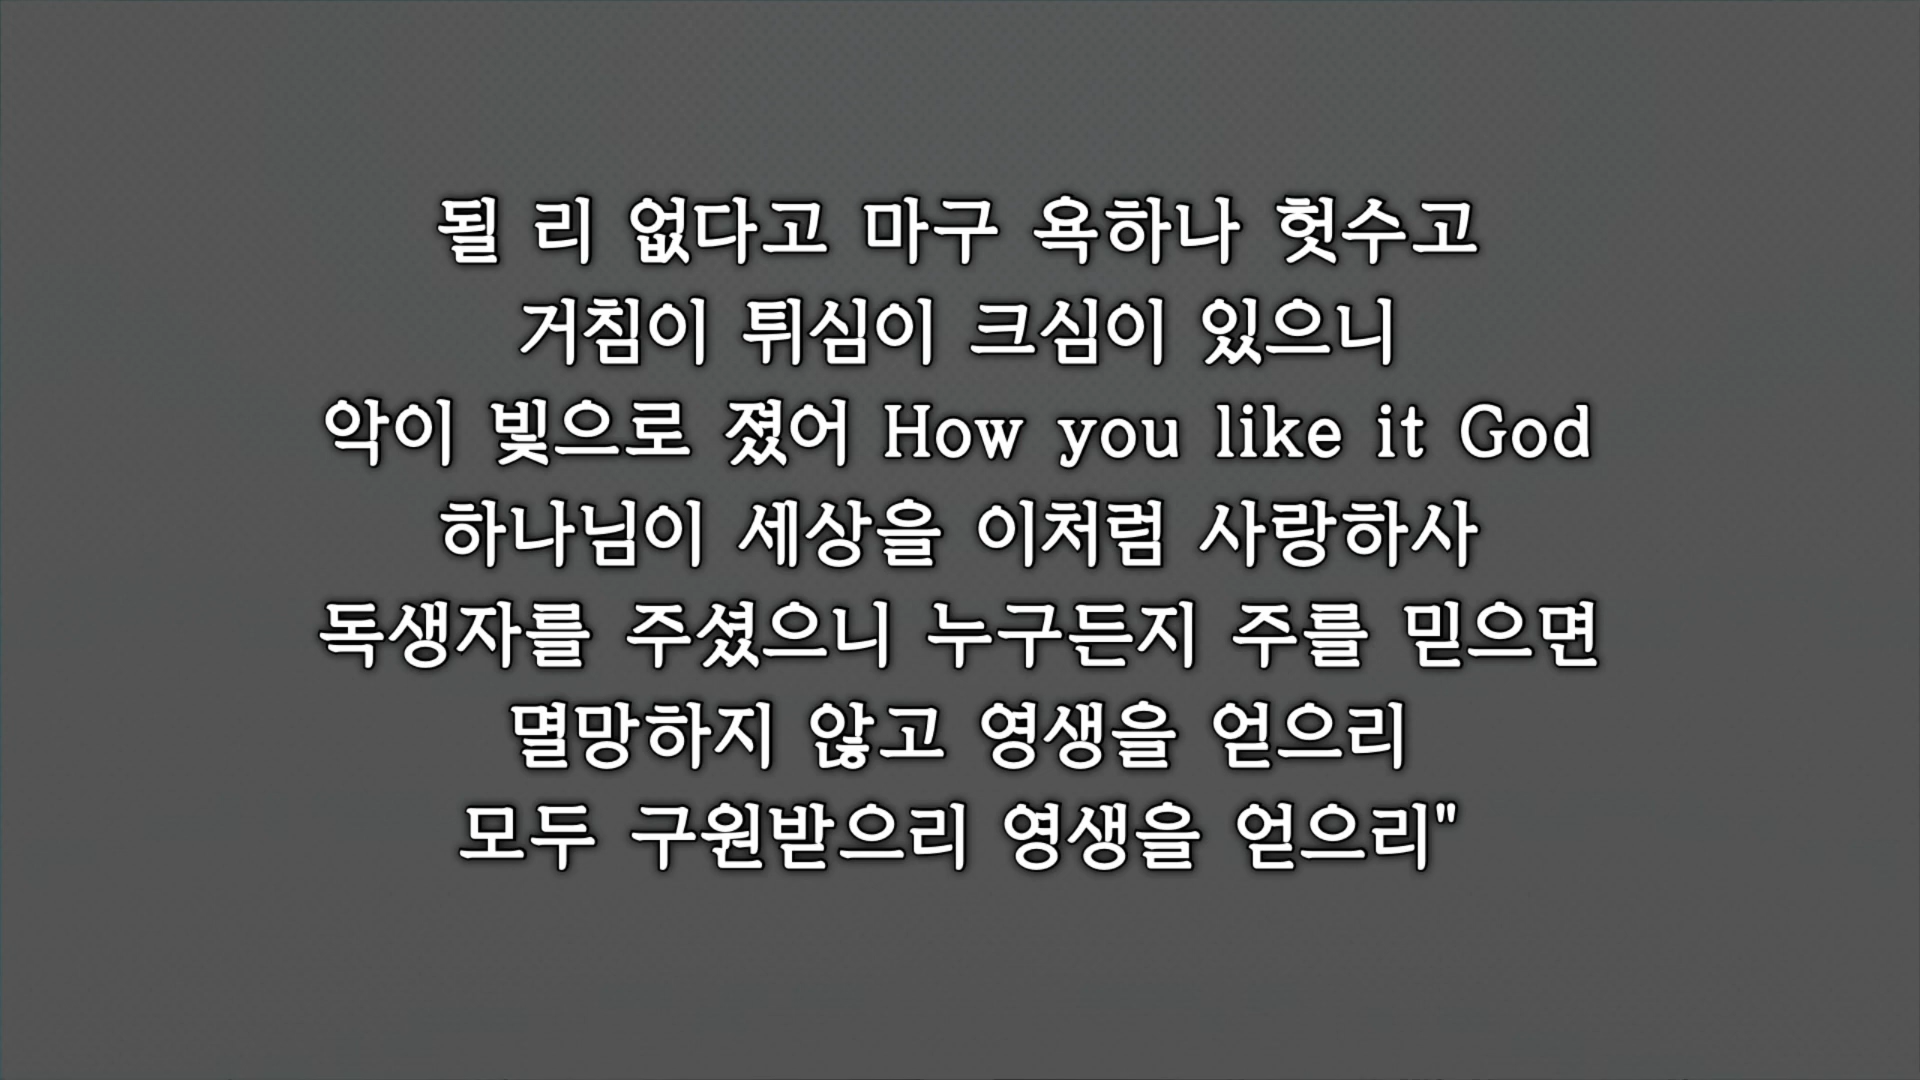 될 리 없다고 마구 욕하나 헛수고
거침이 튀심이 크심이 있으니
악이 빛으로 졌어 How you like it God
하나님이 세상을 이처럼 사랑하사
독생자를 주셨으니 누구든지 주를 믿으면
멸망하지 않고 영생을 얻으리
모두 구원받으리 영생을 얻으리"